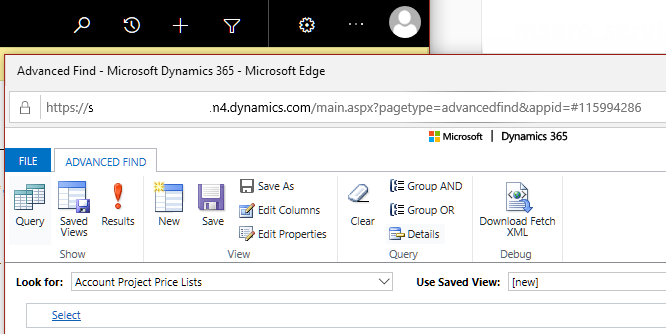 Advanced Find - Microsoft Dynamics 365 - Microsoft Edge
https://s .n4.dynamics.com/main.aspx?pagetype=advancedfind&appid=#115994286
Microsoft | Dynamics 365
FILE ADVANCED FIND
Query
Saved Views
Results
Show
New
Save
Save As
Edit Columns
Edit Properties
View
Clear
Group AND
Group OR
Details
Query
Download Fetch
XML
Debug
Look for: Account Project Price Lists Use Saved View: [new]
Select